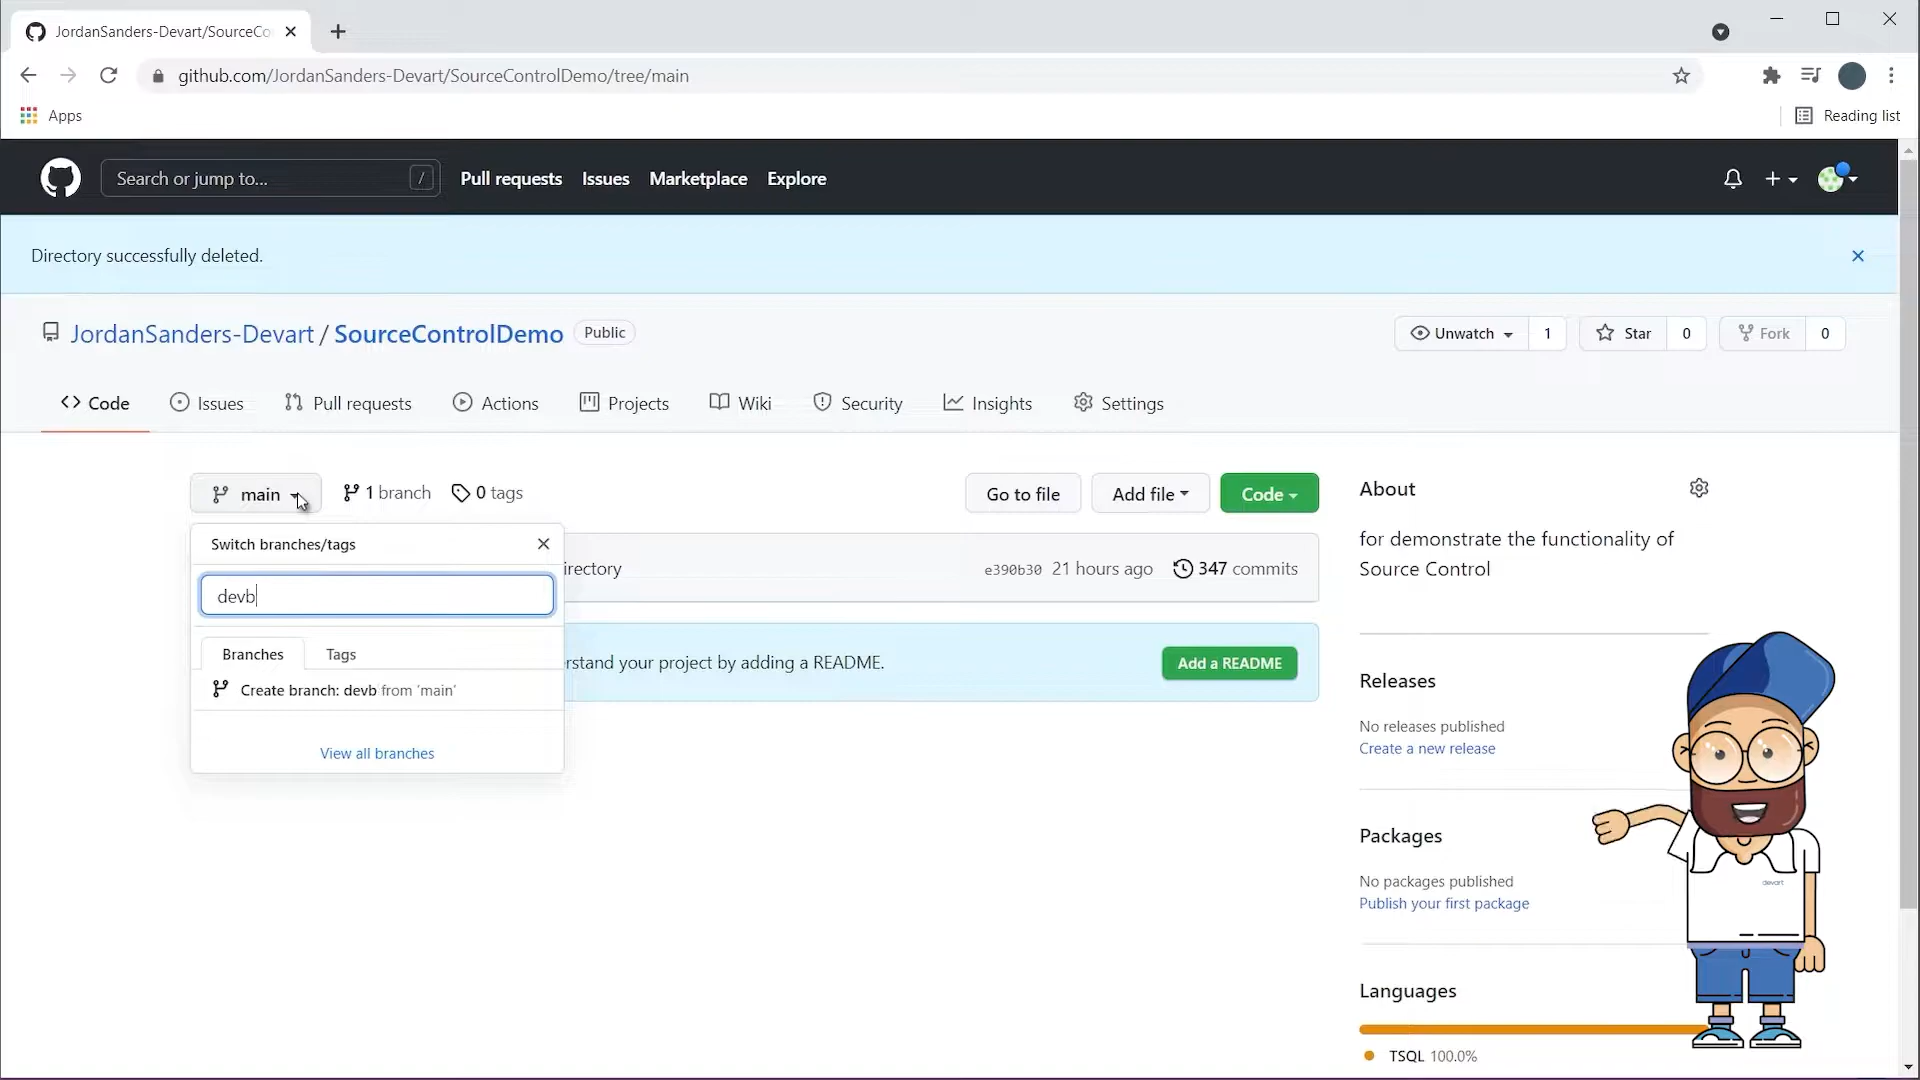 JordanSanders-Devart/SourceCo
github.com/JordanSanders-Devart/SourceControlDemo/tree/main
Apps
Reading list
Search or jump to...
/
Pull requests
Issues
Marketplace
Explore
Directory successfully deleted.
JordanSanders-Devart / SourceControlDemo
Public
Unwatch
1
Star
0
Fork
0
Code
Issues
Pull requests
Actions
Projects
Wiki
Security
Insights
Settings
main
1 branch
0 tags
Go to file
Add file
Code
Switch branches/tags
devb
Branches
Tags
Create branch: devb from 'main'
View all branches
irectory
e390b30 21 hours ago
347 commits
rstand your project by adding a README.
Add a README
About
for demonstrate the functionality of
Source Control
Releases
No releases published
Create a new release
Packages
No packages published
Publish your first package
devart
Languages
TSQL 100.0%